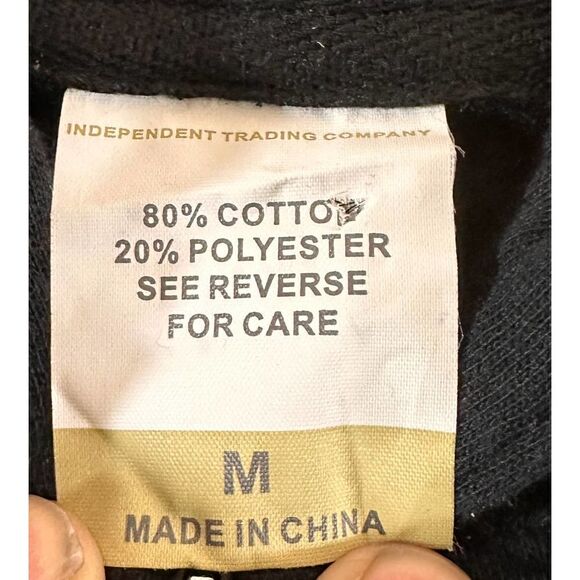 INDEPENDENT TRADING COMPANY
80% COTTON
20% POLYESTER
SEE REVERSE
FOR CARE
M
MADE IN CHINA